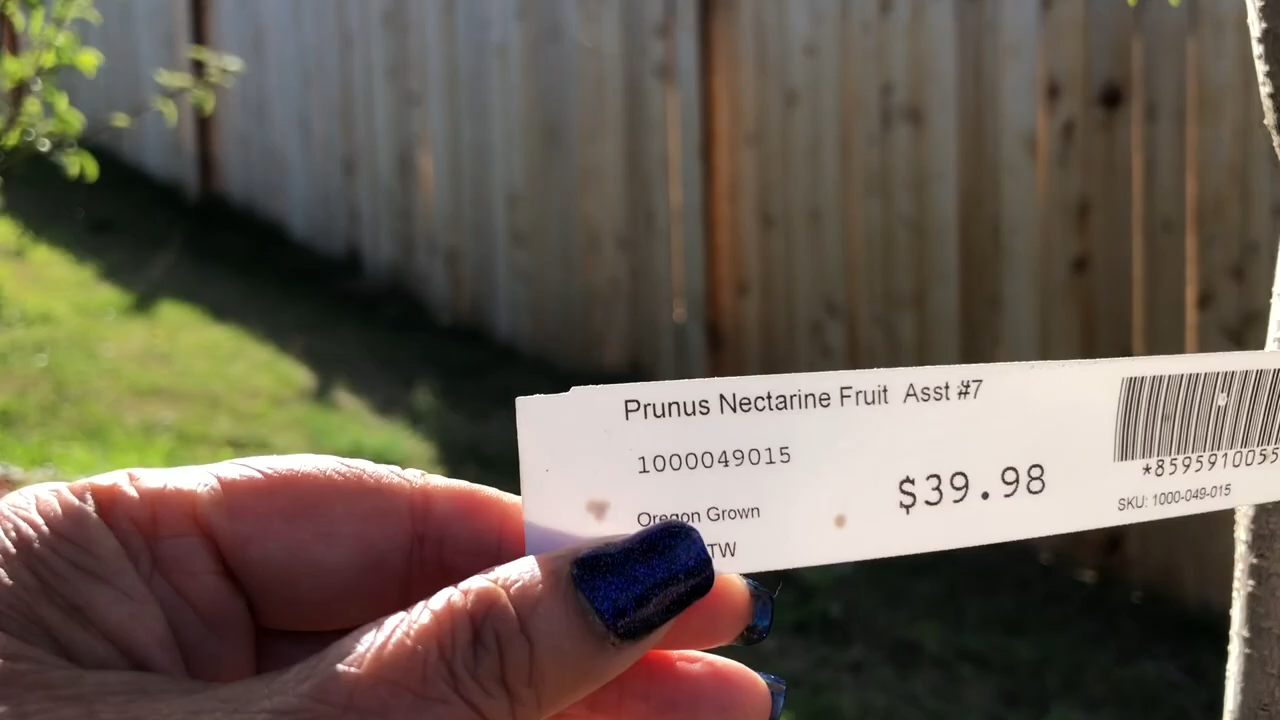 Prunus Nectarine Fruit Asst #7
1000049015
$39.98
Oregon Grown
TW
*8595910055
SKU: 1000-049-015